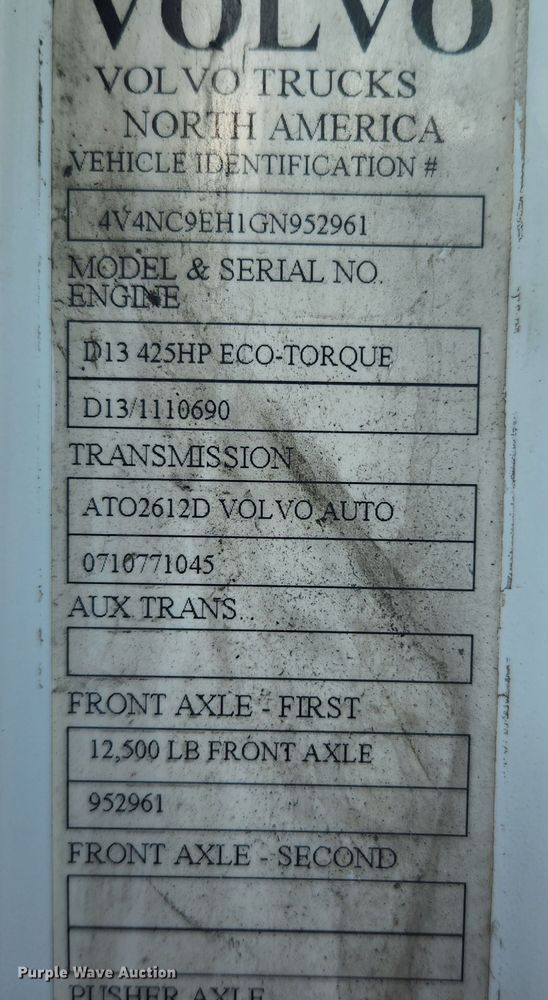 VOLVO
VOLVO TRUCKS
NORTH AMERICA
VEHICLE IDENTIFICATION #
4V4NC9EH1GN952961
MODEL & SERIAL NO.
ENGINE
D13 425HP ECO-TORQUE
D13/1110690
TRANSMISSION
ATO2612D VOLVO AUTO
0710771045
AUX TRANS.
FRONT AXLE - FIRST
12,500 LB FRONT AXLE
952961
FRONT AXLE - SECOND
PUSHER AXLE
Purple Wave Auction